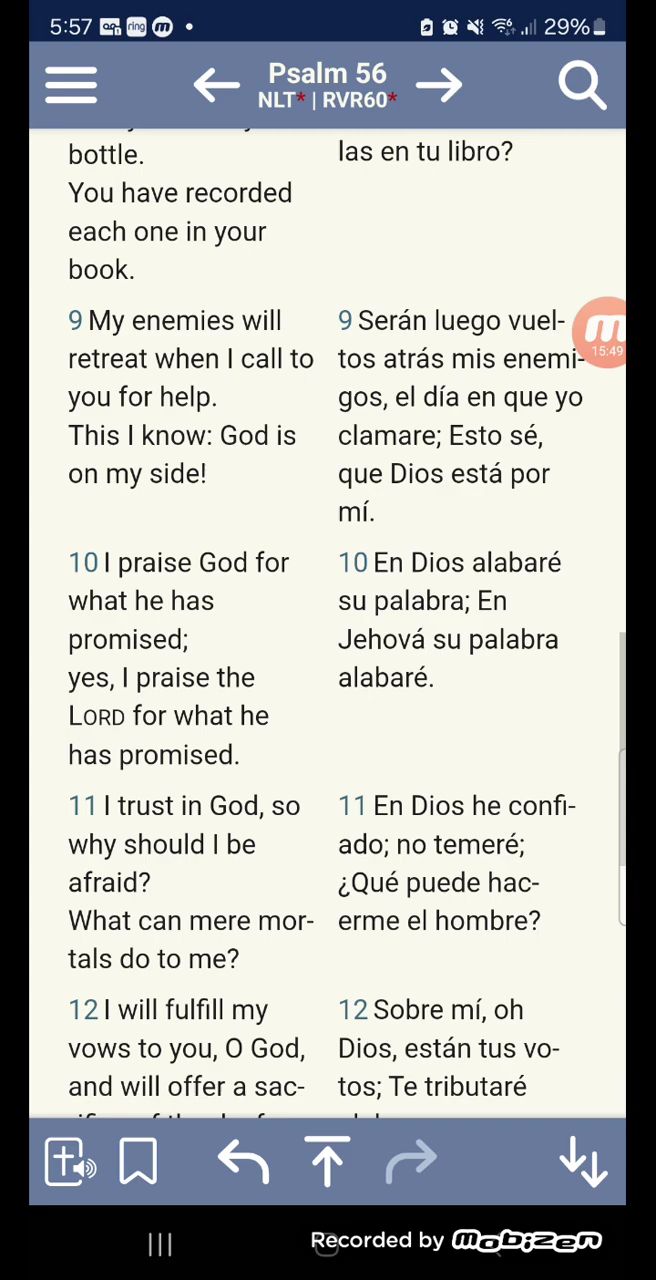 5:57 ring m 29%
Psalm 56
NLT* | RVR60*
bottle.
You have recorded
each one in your
book.
las en tu libro?
9 My enemies will
retreat when I call to
you for help.
This I know: God is
on my side!
9 Serán luego vuel-
tos atrás mis enemi-
gos, el día en que yo
clamare; Esto sé,
que Dios está por
mí.
m
15:49
10 I praise God for
what he has
promised;
yes, I praise the
LORD for what he
has promised.
10 En Dios alabaré
su palabra; En
Jehová su palabra
alabaré.
11 I trust in God, so
why should I be
afraid?
What can mere mor-
tals do to me?
11 En Dios he confi-
ado; no temeré;
¿Qué puede hac-
erme el hombre?
12 I will fulfill my
vows to you, O God,
and will offer a sac-
12 Sobre mí, oh
Dios, están tus vo-
tos; Te tributaré
Recorded by mobizen